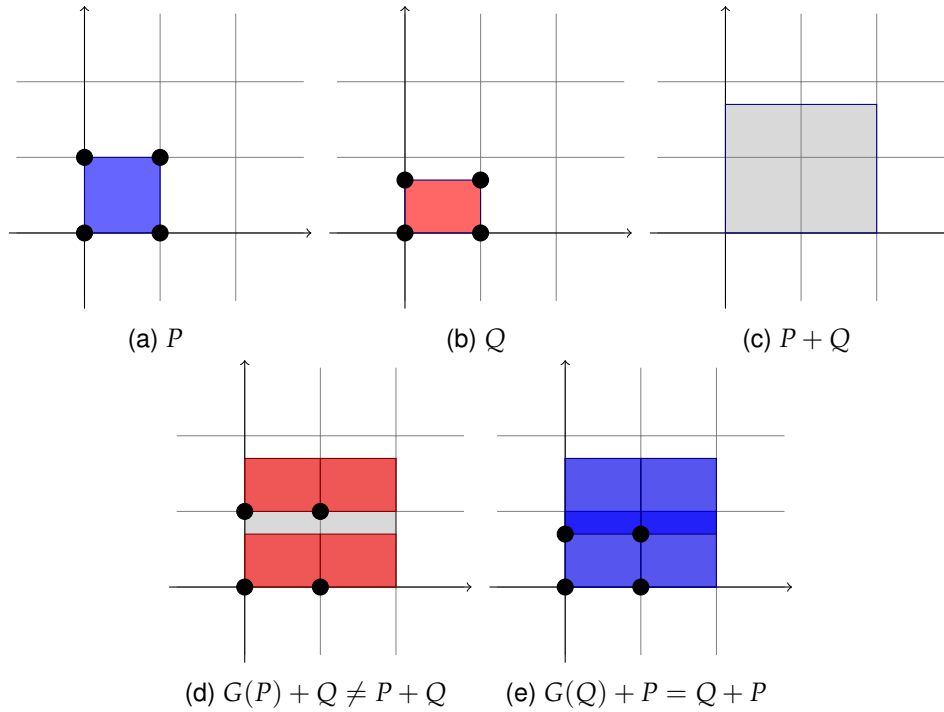 (a) P
(b) Q
(c) P + Q
(d) G(P) + Q ≠ P + Q
(e) G(Q) + P = Q + P